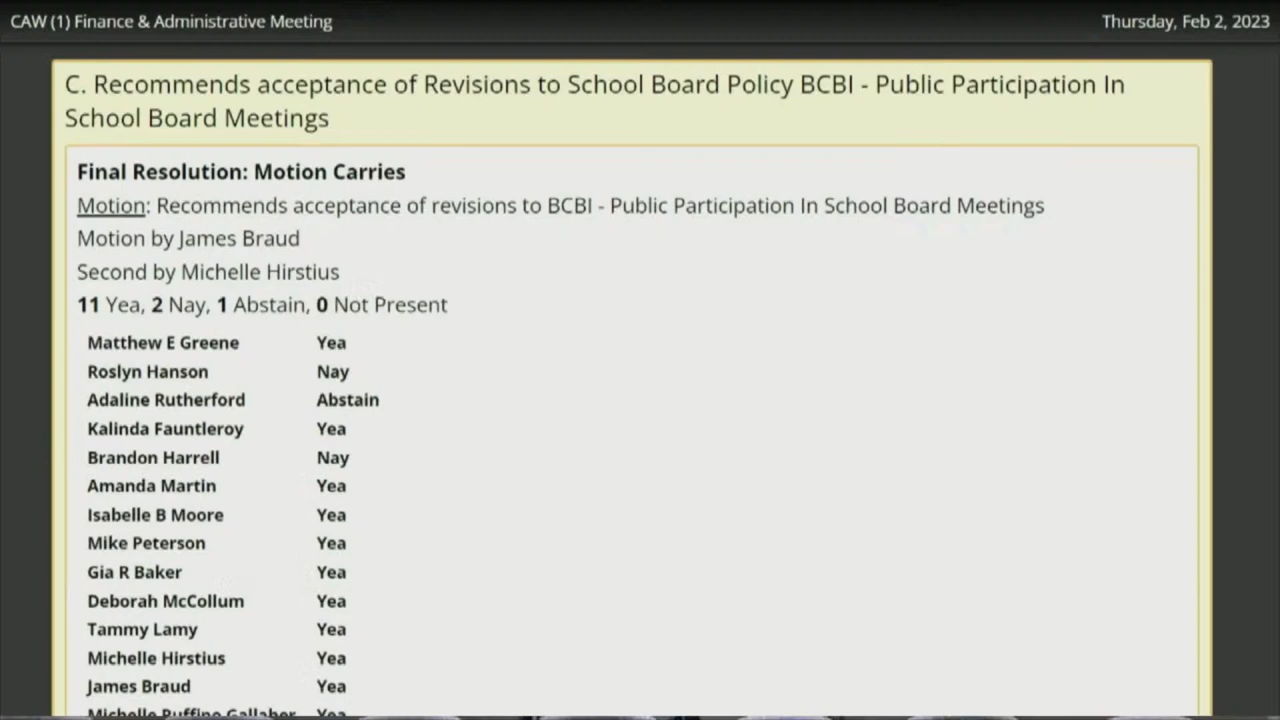 CAW (1) Finance & Administrative Meeting
Thursday, Feb 2, 2023
C. Recommends acceptance of Revisions to School Board Policy BCBI - Public Participation In
School Board Meetings
Final Resolution: Motion Carries
Motion: Recommends acceptance of revisions to BCBI - Public Participation In School Board Meetings
Motion by James Braud
Second by Michelle Hirstius
11 Yea, 2 Nay, 1 Abstain, 0 Not Present
Matthew E Greene Yea
Roslyn Hanson Nay
Adaline Rutherford Abstain
Kalinda Fauntleroy Yea
Brandon Harrell Nay
Amanda Martin Yea
Isabelle B Moore Yea
Mike Peterson Yea
Gia R Baker Yea
Deborah McCollum Yea
Tammy Lamy Yea
Michelle Hirstius Yea
James Braud Yea
Michelle Ruffino Gallaher Yea